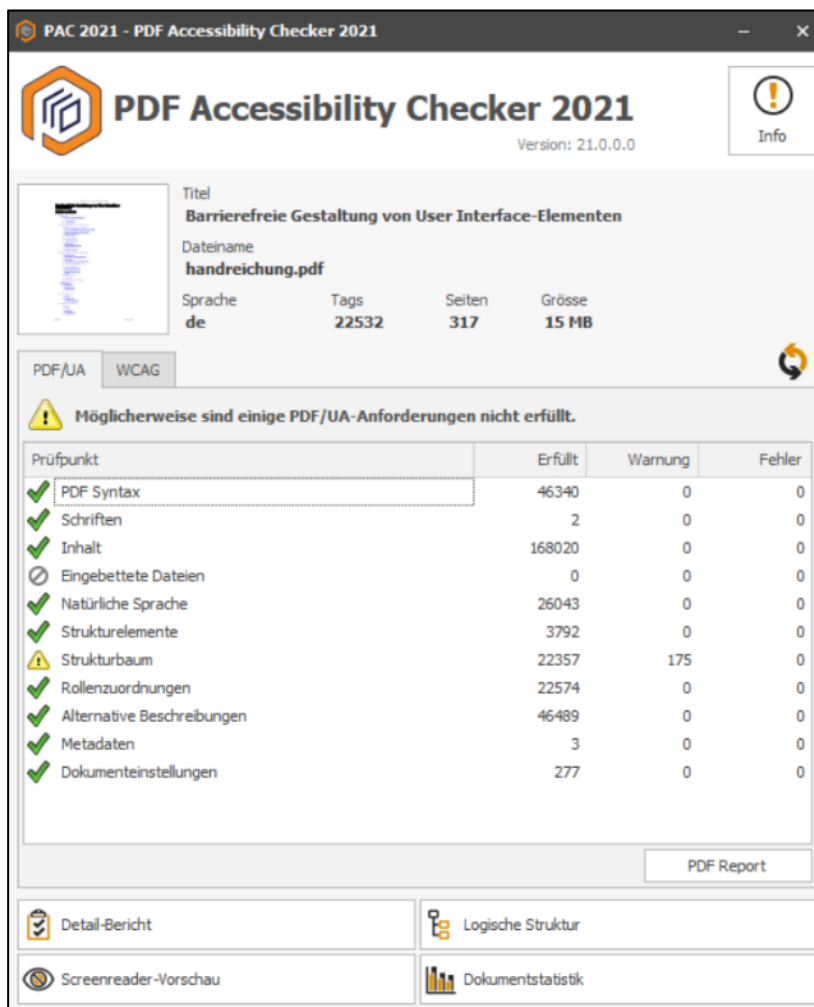 PAC 2021 - PDF Accessibility Checker 2021
PDF Accessibility Checker 2021
Version: 21.0.0.0
Info
Titel
Barrierefreie Gestaltung von User Interface-Elementen
Dateiname
handreichung.pdf
Sprache Tags Seiten Grösse
de 22532 317 15 MB
PDF/UA WCAG
Möglicherweise sind einige PDF/UA-Anforderungen nicht erfüllt.
Prüfpunkt Erfüllt Warnung Fehler
PDF Syntax 46340 0 0
Schriften 2 0 0
Inhalt 168020 0 0
Eingebettete Dateien 0 0 0
Natürliche Sprache 26043 0 0
Strukturelemente 3792 0 0
Strukturbaum 22357 175 0
Rollenzuordnungen 22574 0 0
Alternative Beschreibungen 46489 0 0
Metadaten 3 0 0
Dokumenteinstellungen 277 0 0
PDF Report
Detail-Bericht Logische Struktur
Screenreader-Vorschau Dokumentstatistik